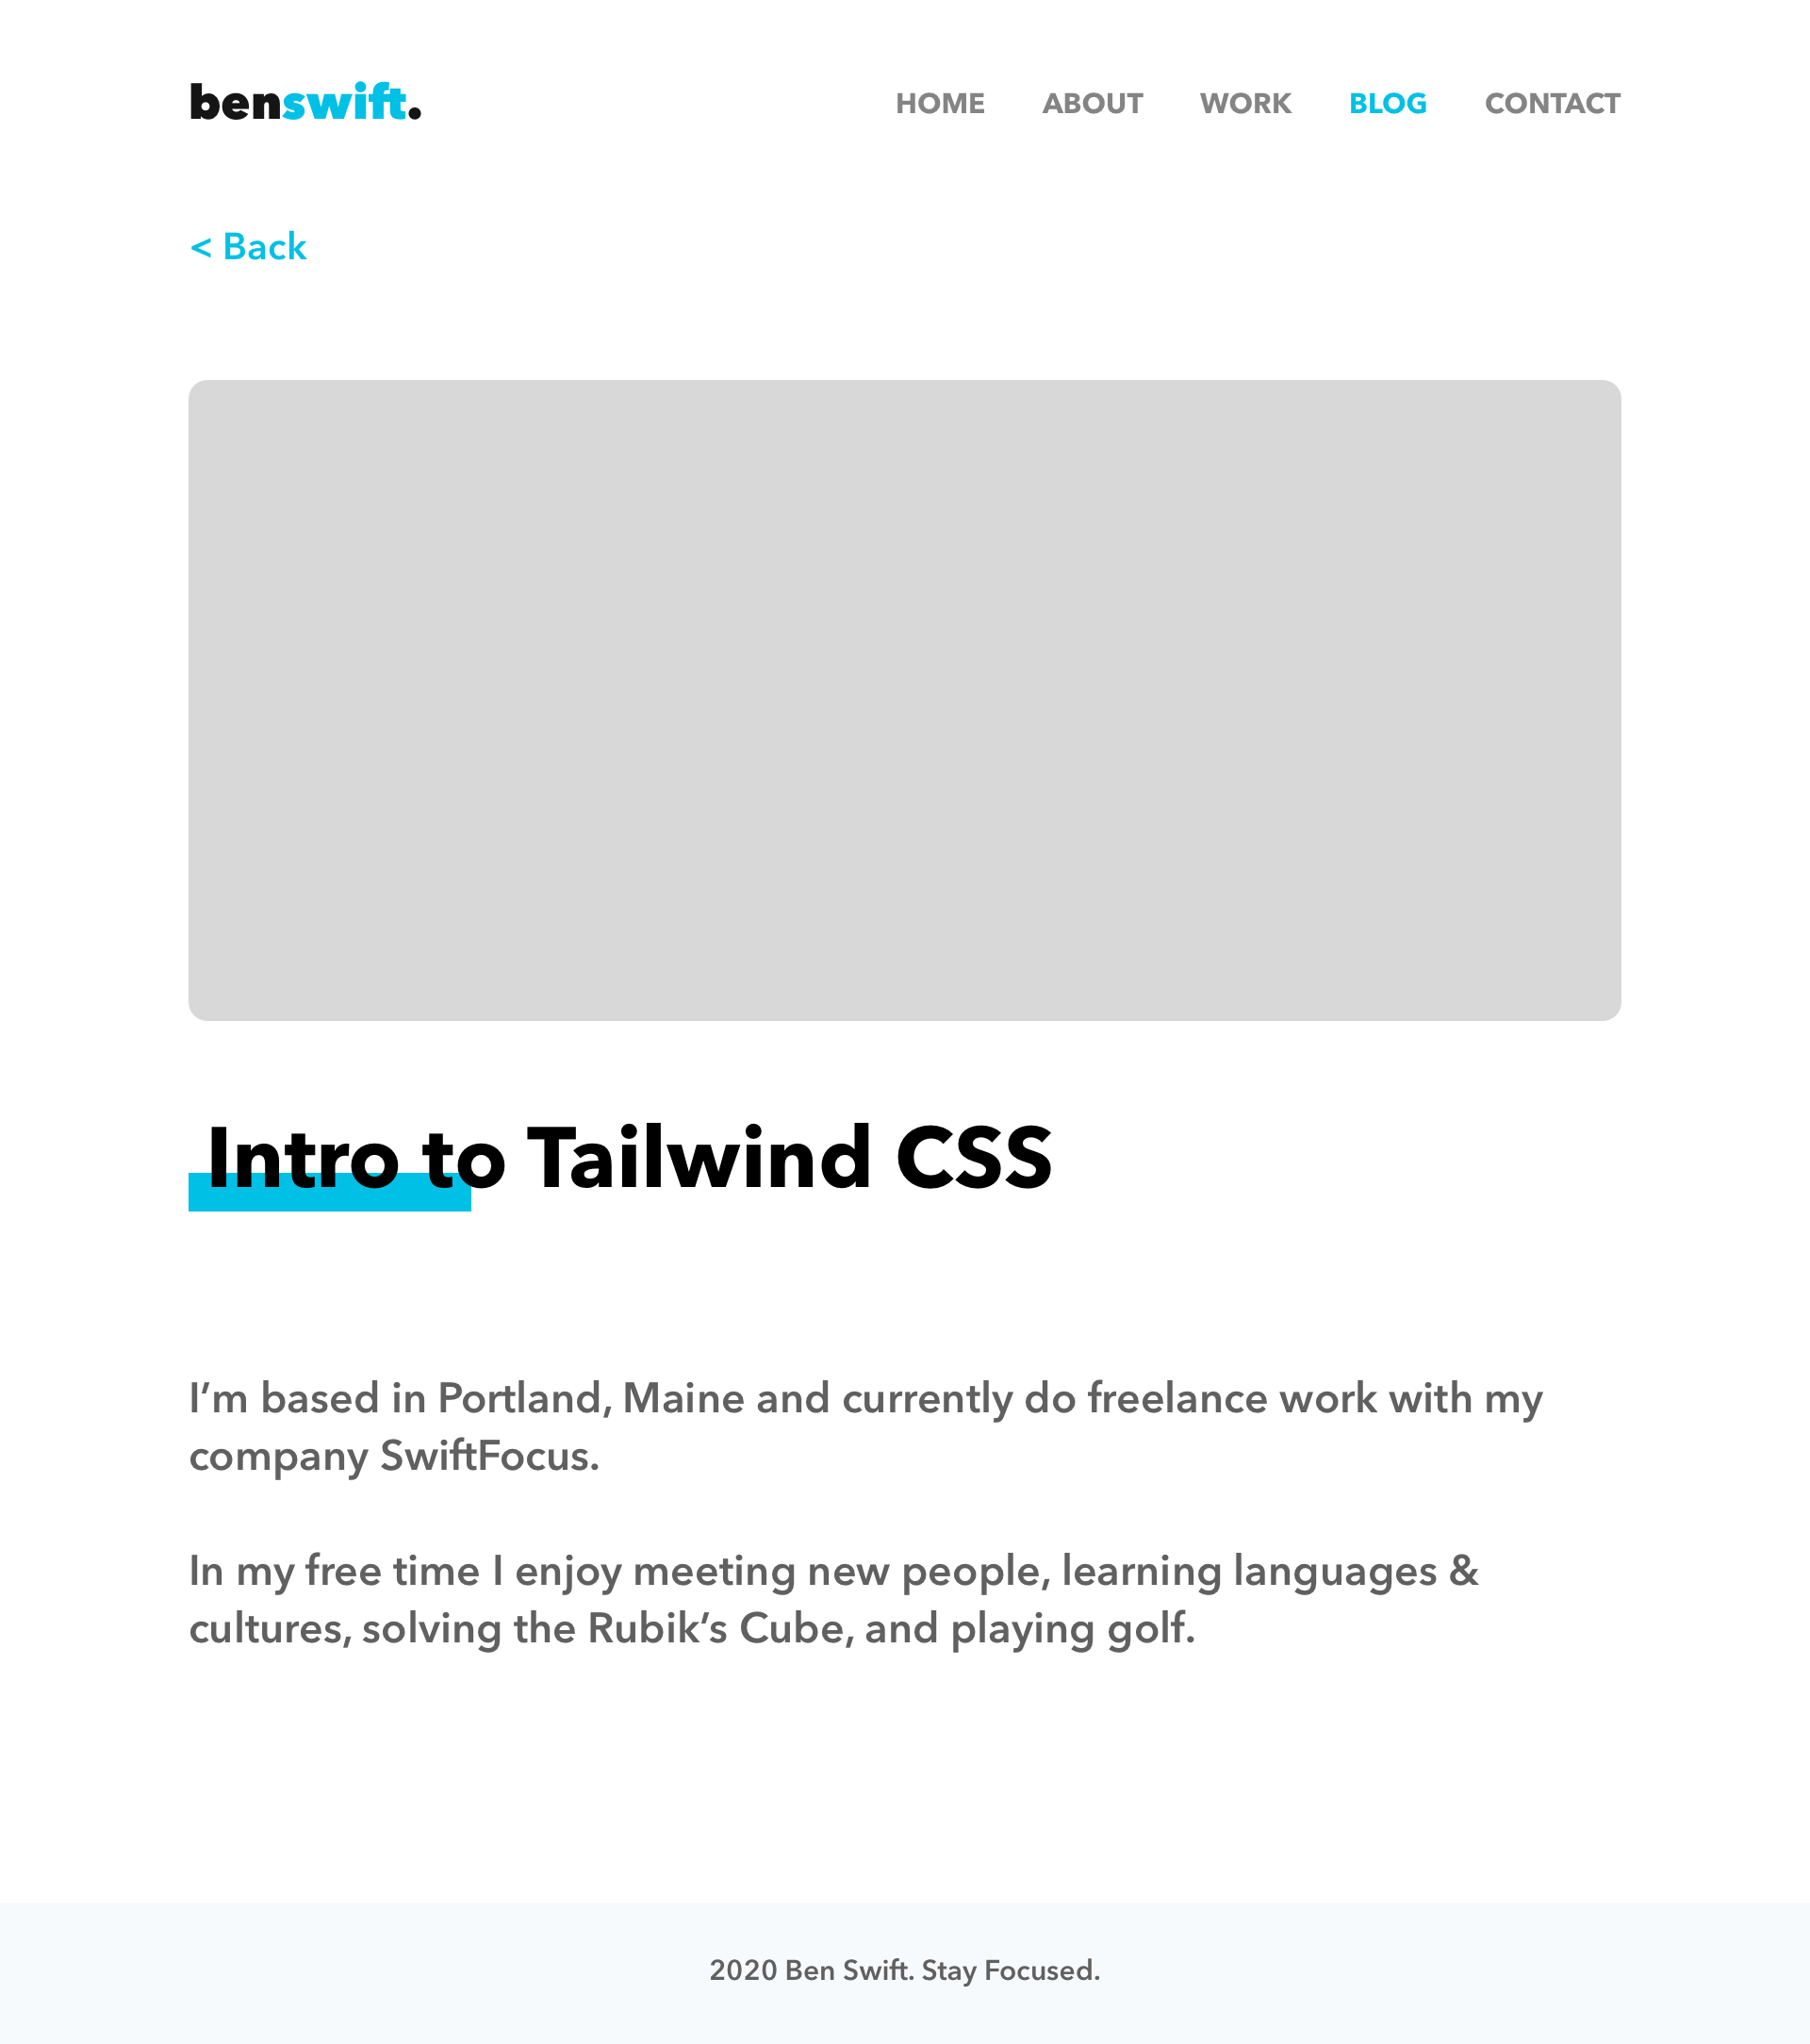 benswift.
HOME ABOUT WORK BLOG CONTACT
< Back
Intro to Tailwind CSS
I’m based in Portland, Maine and currently do freelance work with my
company SwiftFocus.
In my free time I enjoy meeting new people, learning languages &
cultures, solving the Rubik’s Cube, and playing golf.
2020 Ben Swift. Stay Focused.